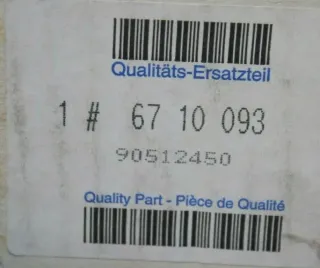 Qualitäts-Ersatzteil
1 # 67 10 093
90512450
Quality Part - Pièce de Qualité